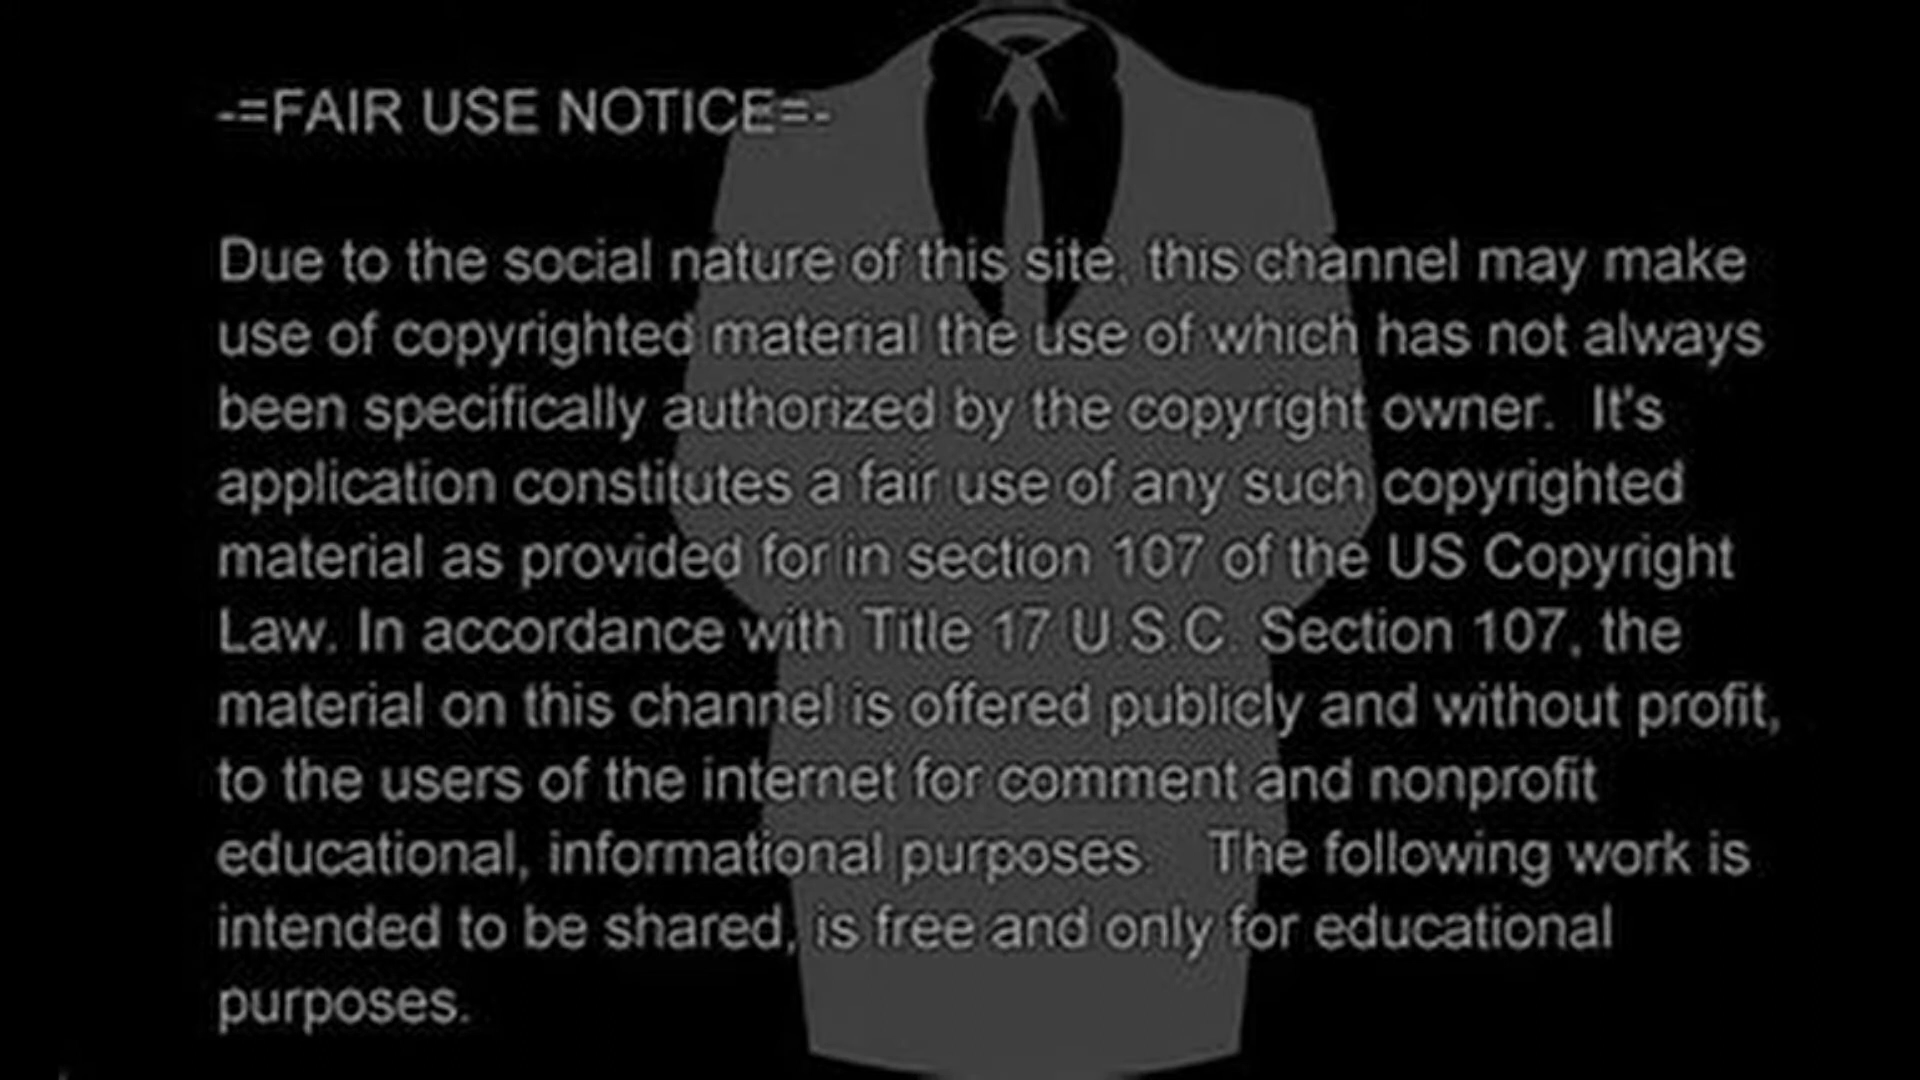 -=FAIR USE NOTICE=-
Due to the social nature of this site, this channel may make
use of copyrighted material the use of which has not always
been specifically authorized by the copyright owner.  It's
application constitutes a fair use of any such copyrighted
material as provided for in section 107 of the US Copyright
Law. In accordance with Title 17 U.S.C. Section 107, the
material on this channel is offered publicly and without profit,
to the users of the internet for comment and nonprofit
educational, informational purposes.   The following work is
intended to be shared, is free and only for educational
purposes.